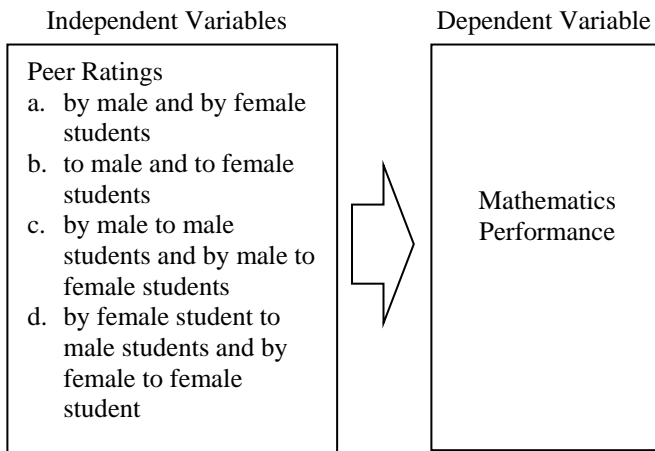 Independent Variables
Dependent Variable
Peer Ratings
a. by male and by female
students
b. to male and to female
students
c. by male to male
students and by male to
female students
d. by female student to
male students and by
female to female
student
Mathematics
Performance